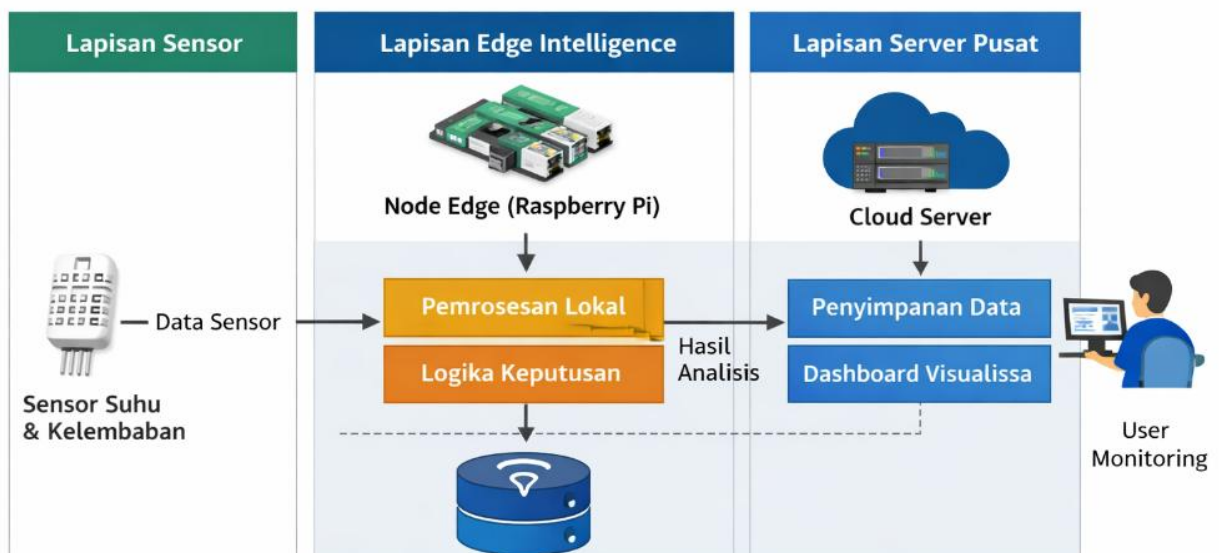 Lapisan Sensor
Lapisan Edge Intelligence
Lapisan Server Pusat
Node Edge (Raspberry Pi)
Cloud Server
Data Sensor
Pemrosesan Lokal
Logika Keputusan
Hasil
Analisis
Penyimpanan Data
Dashboard Visualissa
Sensor Suhu
& Kelembaban
User
Monitoring